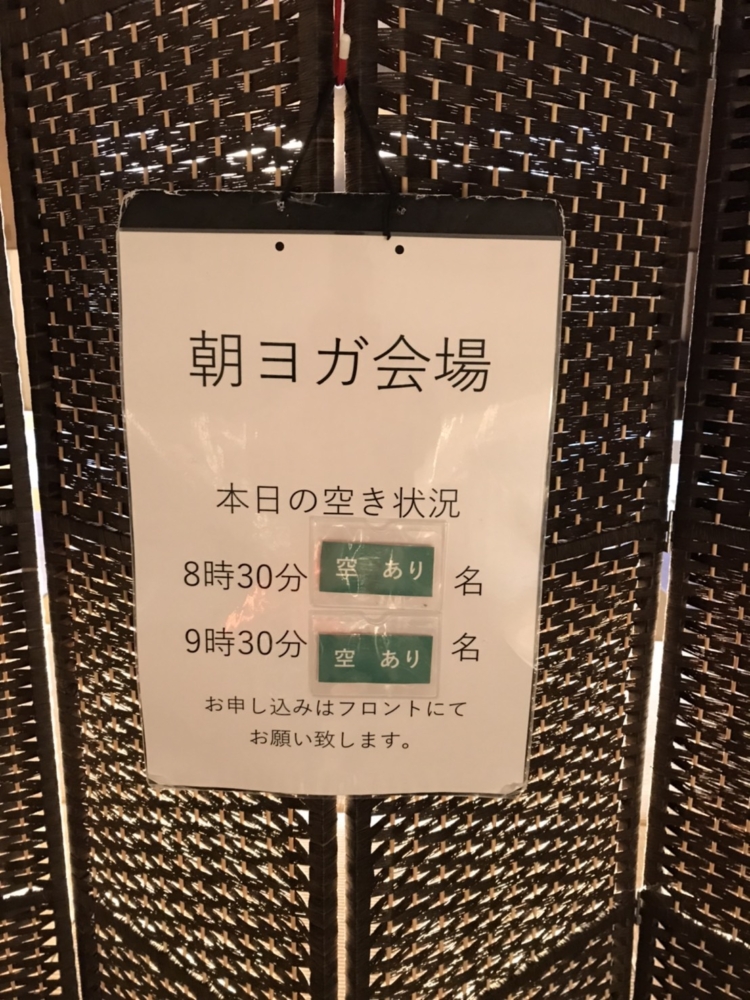 朝ヨガ会場
本日の空き状況
8時30分 空 あり 名
9時30分 空 あり 名
お申し込みはフロントにて
お願い致します。